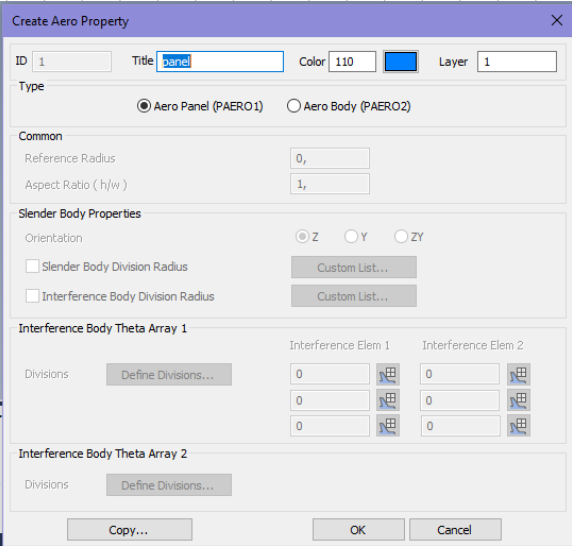 Create Aero Property
ID 1 Title panel Color 110 Layer 1
Type
Aero Panel (PAERO1) Aero Body (PAERO2)
Common
Reference Radius 0,
Aspect Ratio ( h/w ) 1,
Slender Body Properties
Orientation Z Y ZY
Slender Body Division Radius Custom List...
Interference Body Division Radius Custom List...
Interference Body Theta Array 1
Interference Elem 1 Interference Elem 2
Divisions Define Divisions... 0 0
0 0
0 0
Interference Body Theta Array 2
Divisions Define Divisions...
Copy... OK Cancel